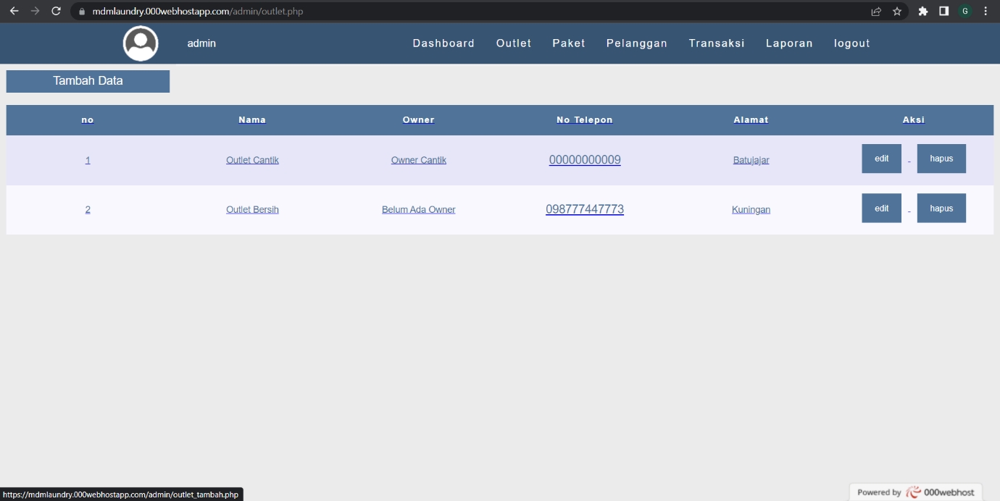 mdmlaundry.000webhostapp.com/admin/outlet.php
G
admin Dashboard Outlet Paket Pelanggan Transaksi Laporan logout
Tambah Data
no Nama Owner No Telepon Alamat Aksi
1 Outlet Cantik Owner Cantik 00000000009 Batujajar edit - hapus
2 Outlet Bersih Belum Ada Owner 098777447773 Kuningan edit - hapus
https://mdmlaundry.000webhostapp.com/admin/outlet_tambah.php
Powered by 000webhost